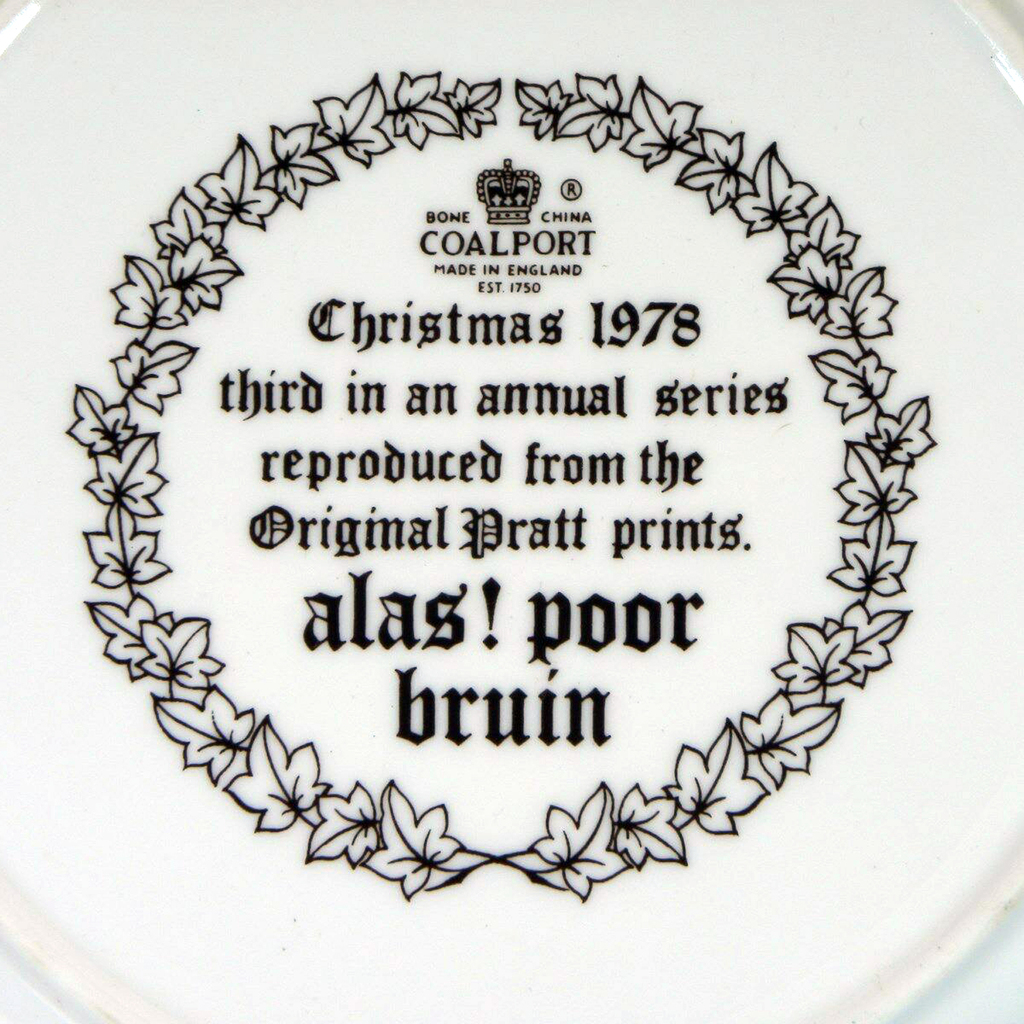 ®
BONE CHINA
COALPORT
MADE IN ENGLAND
EST. 1750
Christmas 1978
third in an annual series
reproduced from the
Original Pratt prints.
alas! poor
bruin